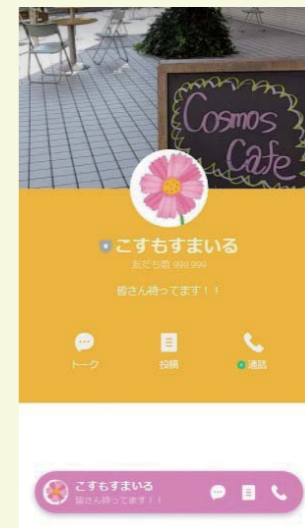 Cosmos
Cafe
こすもすまいる
友だち数 999,999
皆さん待ってます！！
トーク
投稿
通話
こすもすまいる
皆さん待ってます！！